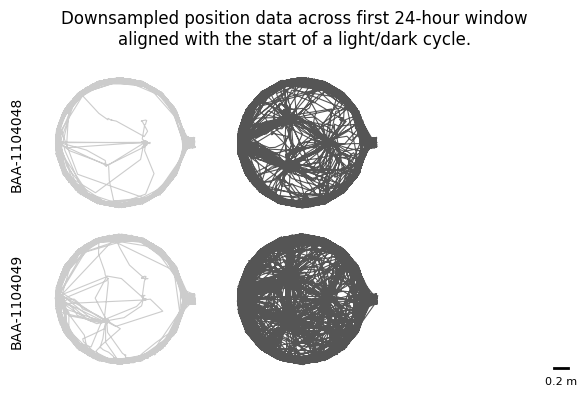 Downsampled position data across first 24-hour window
aligned with the start of a light/dark cycle.
BAA-1104048
BAA-1104049
0.2 m